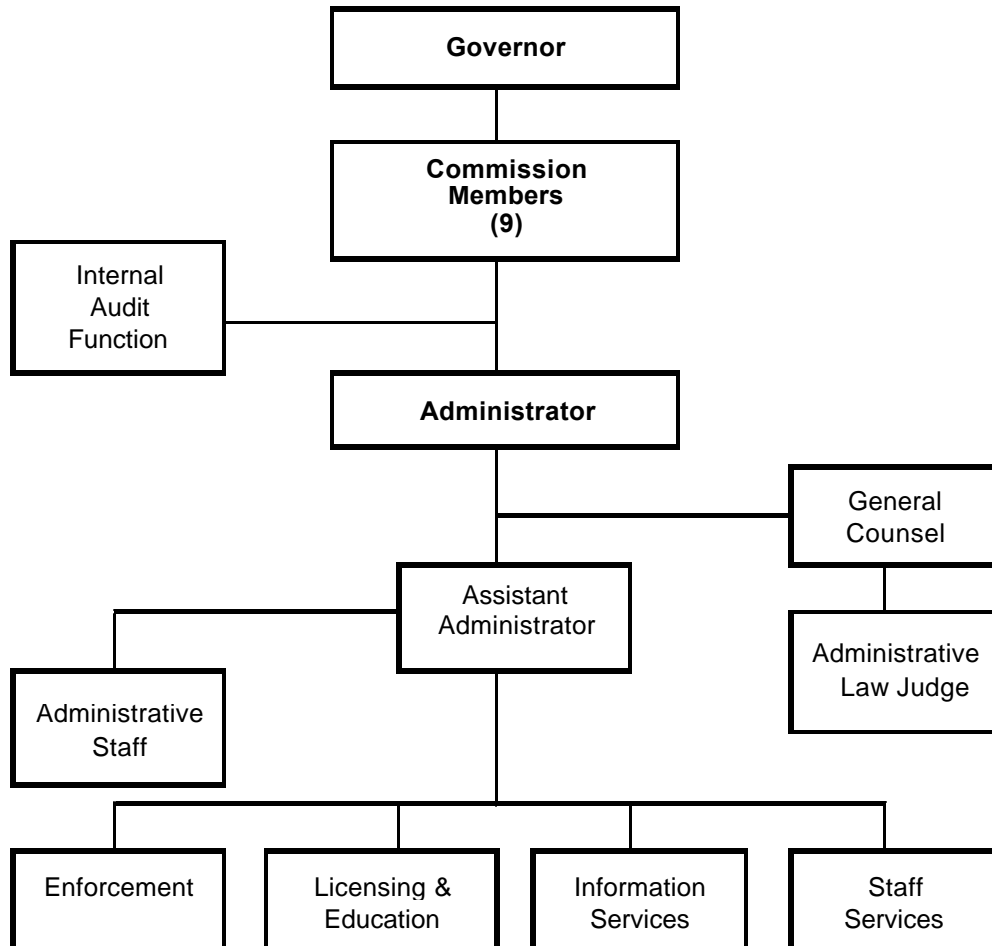 Governor
Commission
Members
(9)
Internal
Audit
Function
Administrator
General
Counsel
Assistant
Administrator
Administrative
Law Judge
Administrative
Staff
Enforcement
Licensing &
Education
Information
Services
Staff
Services